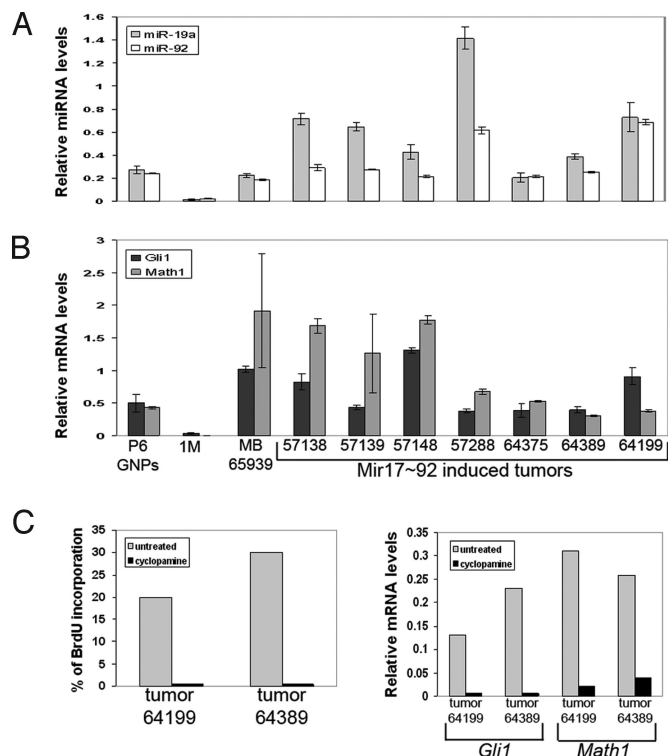 A
Relative miRNA levels
1.6
1.4
1.2
1
0.8
0.6
0.4
0.2
0
miR-19a
miR-92
B
Relative mRNA levels
3
2.5
2
1.5
1
0.5
0
Gli1
Math1
P6 GNPs
1M
MB 65939
57138
57139
57148
57288
64375
64389
64199
Mir17~92 induced tumors
C
% of BrdU incorporation
35
30
25
20
15
10
5
0
untreated
cyclopamine
tumor 64199
tumor 64389
Relative mRNA levels
0.35
0.3
0.25
0.2
0.15
0.1
0.05
0
untreated
cyclopamine
tumor 64199
tumor 64389
tumor 64199
tumor 64389
Gli1
Math1